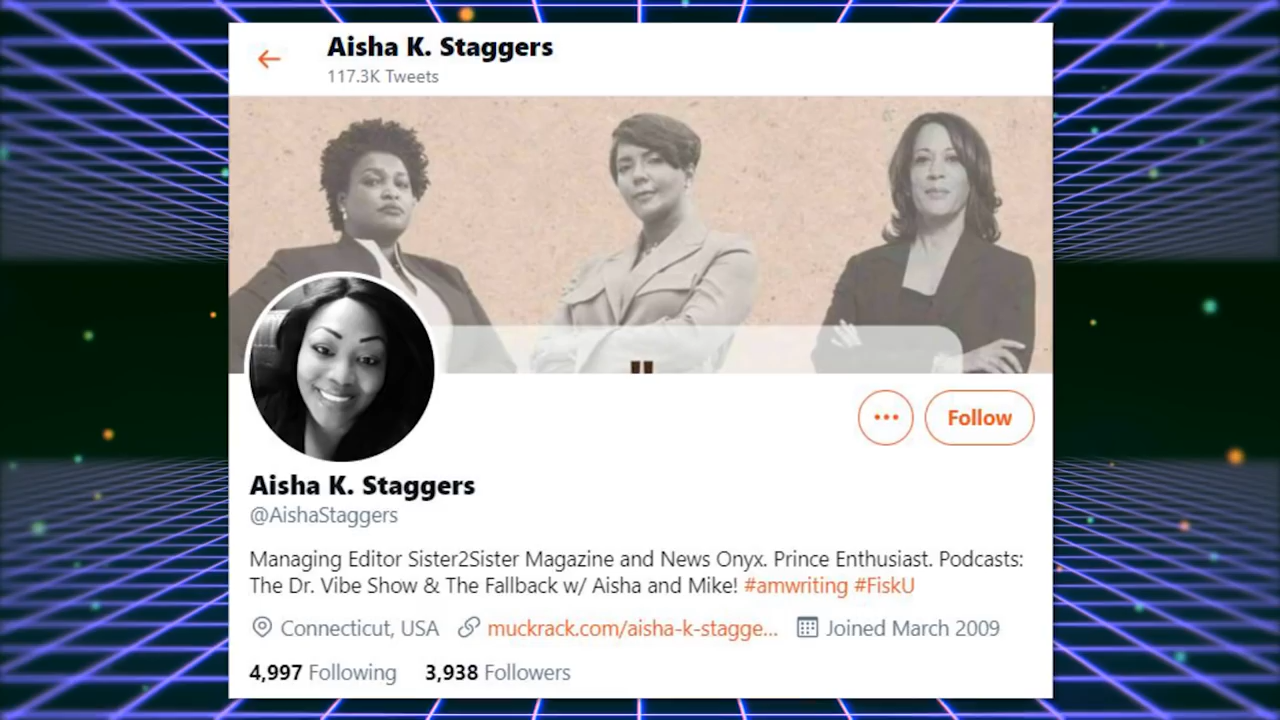 Aisha K. Staggers
117.3K Tweets
Follow
Aisha K. Staggers
@AishaStaggers
Managing Editor Sister2Sister Magazine and News Onyx. Prince Enthusiast. Podcasts:
The Dr. Vibe Show & The Fallback w/ Aisha and Mike! #amwriting #FiskU
Connecticut, USA muckrack.com/aisha-k-stagge... Joined March 2009
4,997 Following 3,938 Followers